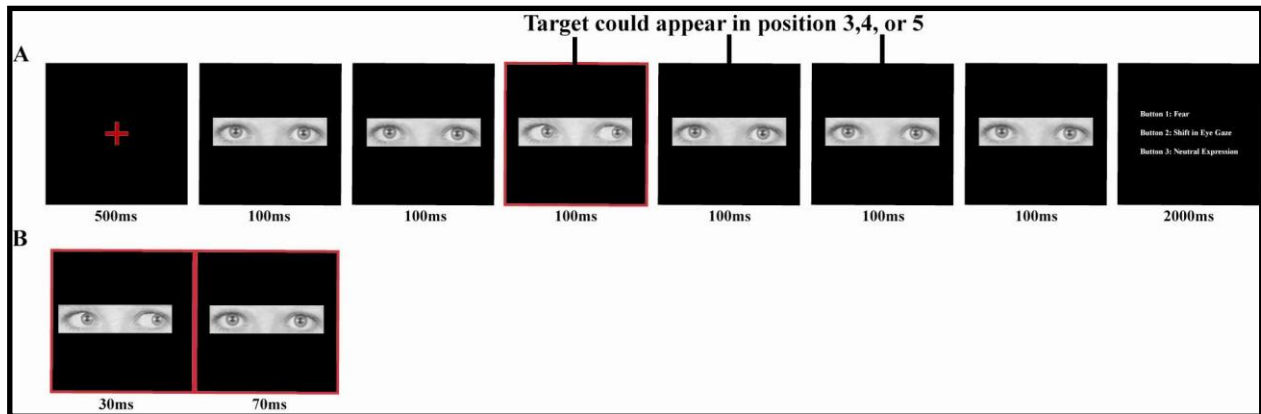 Target could appear in position 3,4, or 5
A
Button 1: Fear
Button 2: Shift in Eye Gaze
Button 3: Neutral Expression
500ms 100ms 100ms 100ms 100ms 100ms 100ms 2000ms
B
30ms 70ms